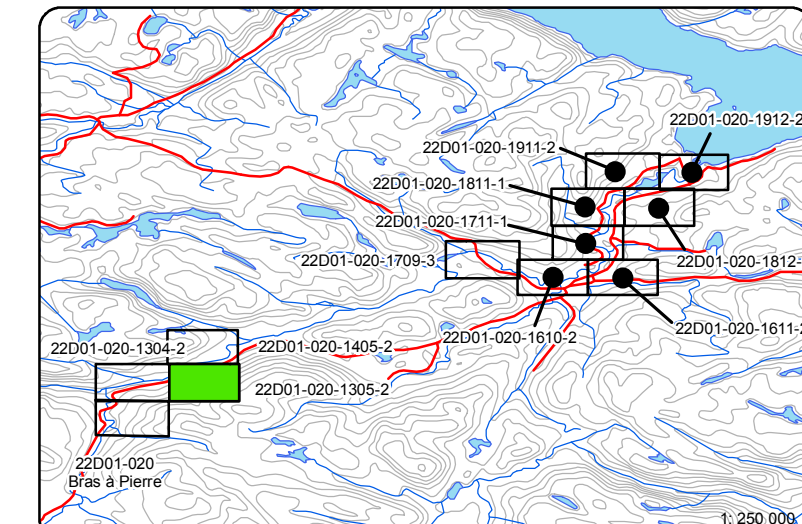 22D01-020-1912-2
22D01-020-1911-2
22D01-020-1811-1
22D01-020-1711-1
22D01-020-1709-3
22D01-020-1812-
22D01-020-1611-2
22D01-020-1610-2
22D01-020-1304-2
22D01-020-1405-2
22D01-020-1305-2
22D01-020
Bras à Pierre
1: 250 000